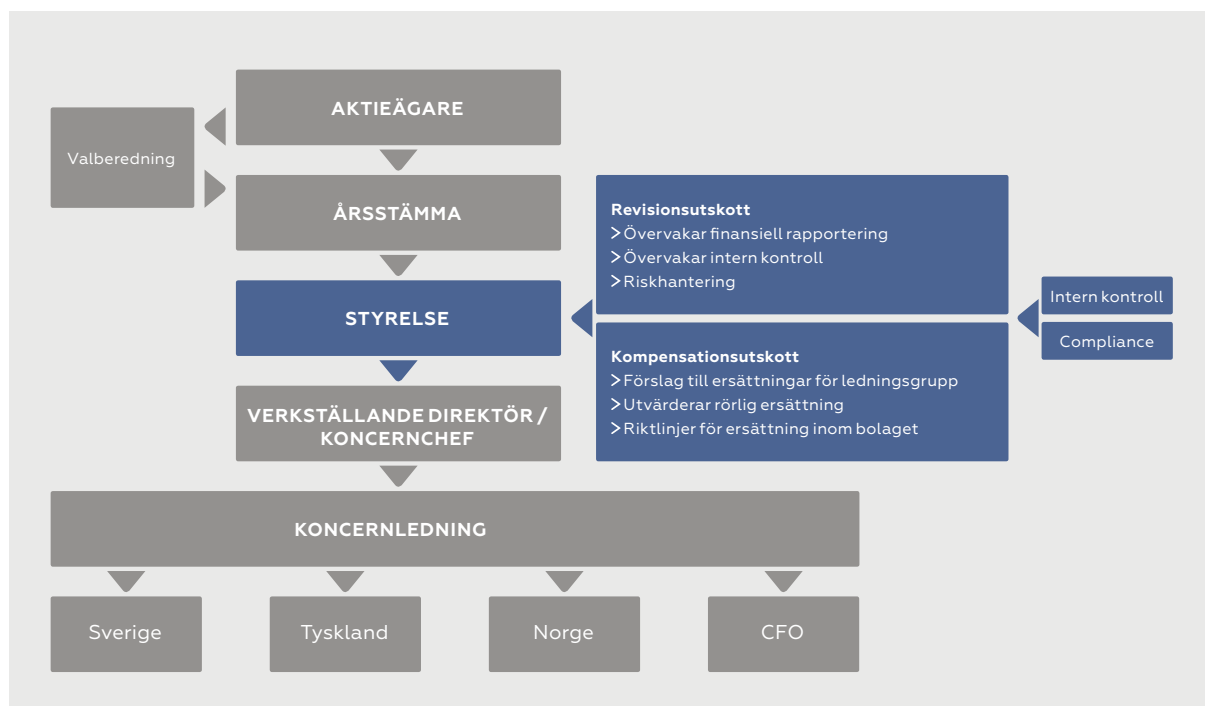 AKTIEÄGARE
Valberedning
ÅRSSTÄMMA
STYRELSE
Revisionsutskott
>Övervakar finansiell rapportering
>Övervakar intern kontroll
>Riskhantering
Kompensationsutskott
>Förslag till ersättningar för ledningsgrupp
>Utvärderar rörlig ersättning
>Riktlinjer för ersättning inom bolaget
Intern kontroll
Compliance
VERKSTÄLLANDE DIREKTÖR /
KONCERNCHEF
KONCERNLEDNING
Sverige
Tyskland
Norge
CFO